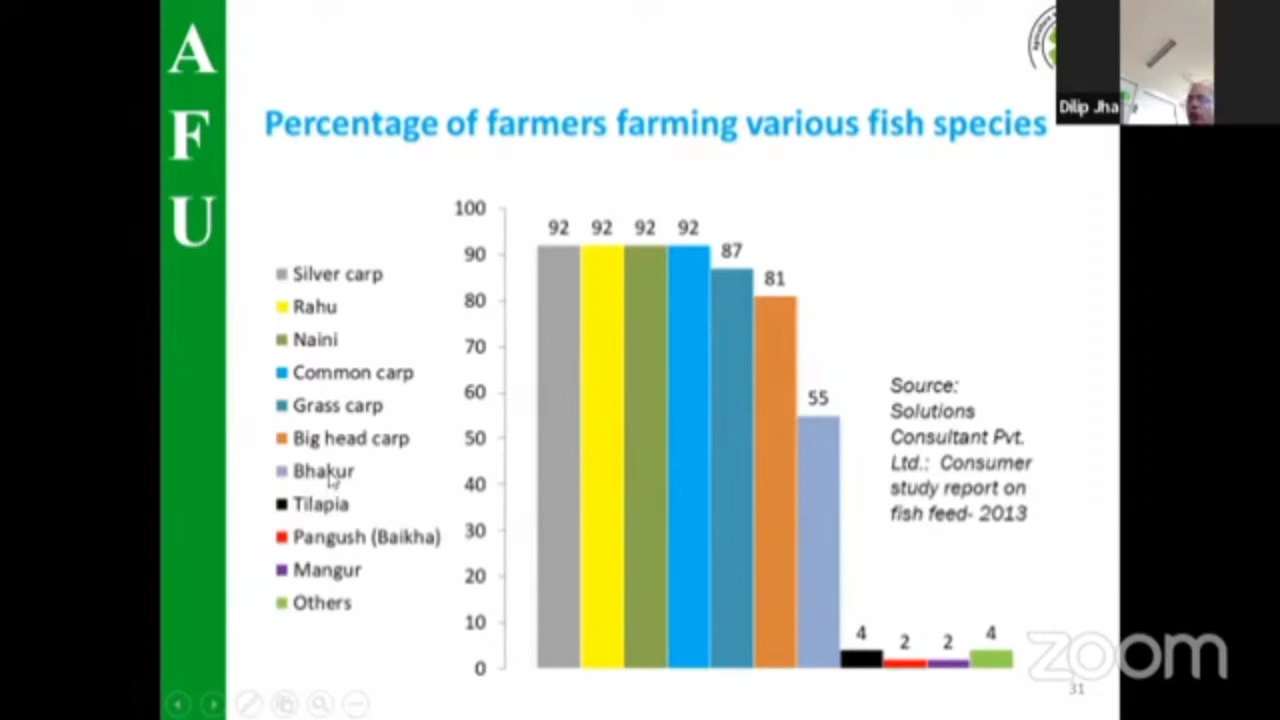 A
F
U
Dilip Jha
Percentage of farmers farming various fish species
100
90
80
70
60
50
40
30
20
10
0
92
92
92
92
87
81
55
4
2
2
4
Silver carp
Rahu
Naini
Common carp
Grass carp
Big head carp
Bhakur
Tilapia
Pangush (Baikha)
Mangur
Others
Source:
Solutions
Consultant Pvt.
Ltd.: Consumer
study report on
fish feed- 2013
zoom
31